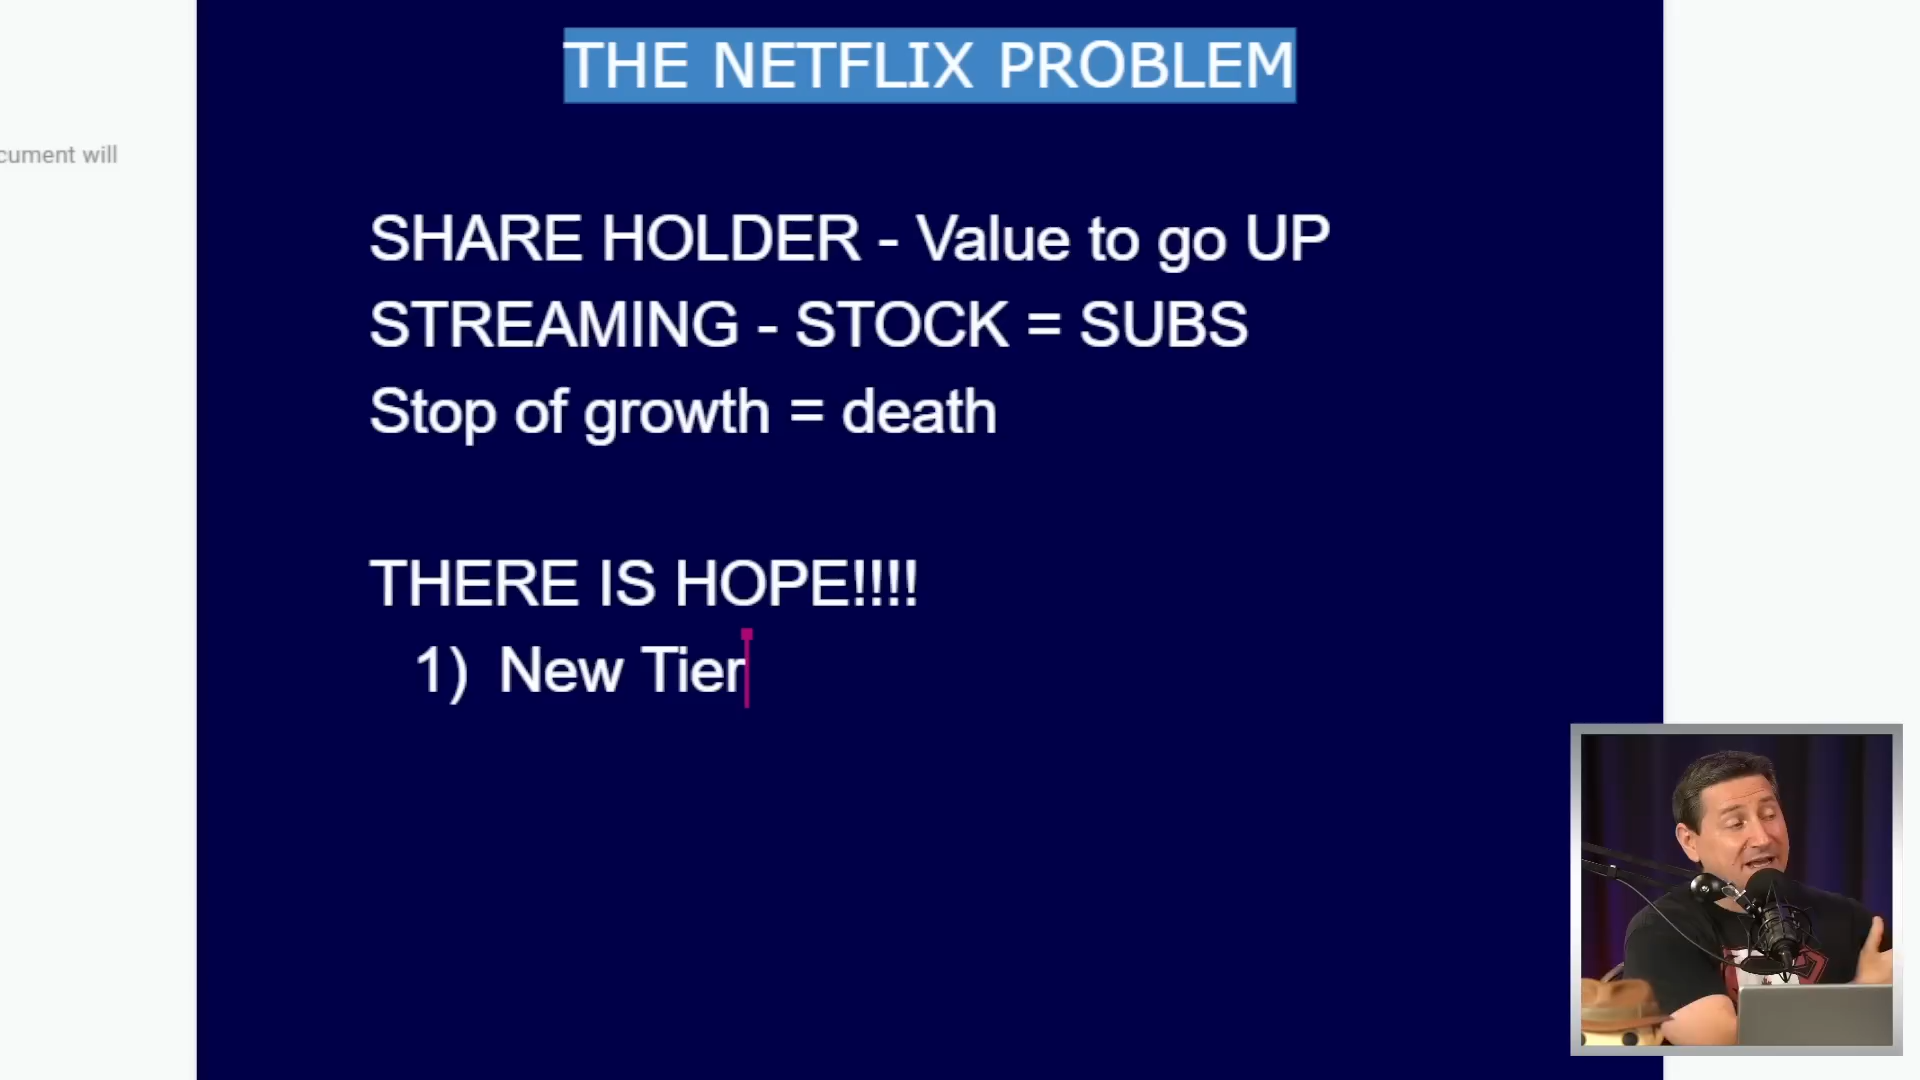 THE NETFLIX PROBLEM
cument will
SHARE HOLDER - Value to go UP
STREAMING - STOCK = SUBS
Stop of growth = death
THERE IS HOPE!!!!
1) New Tier